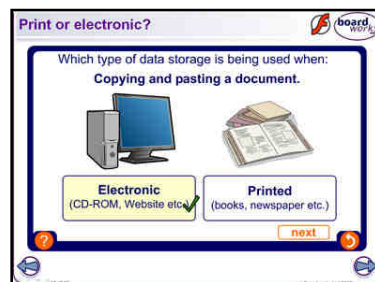 Print or electronic?
board
works
Which type of data storage is being used when:
Copying and pasting a document.
Electronic
(CD-ROM, Website etc.)
Printed
(books, newspaper etc.)
next
?